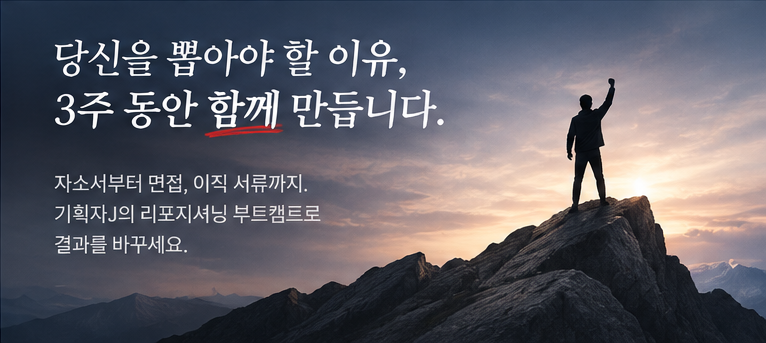 당신을 뽑아야 할 이유,
3주 동안 함께 만듭니다.
자소서부터 면접, 이직 서류까지.
기획자J의 리포지셔닝 부트캠트로
결과를 바꾸세요.